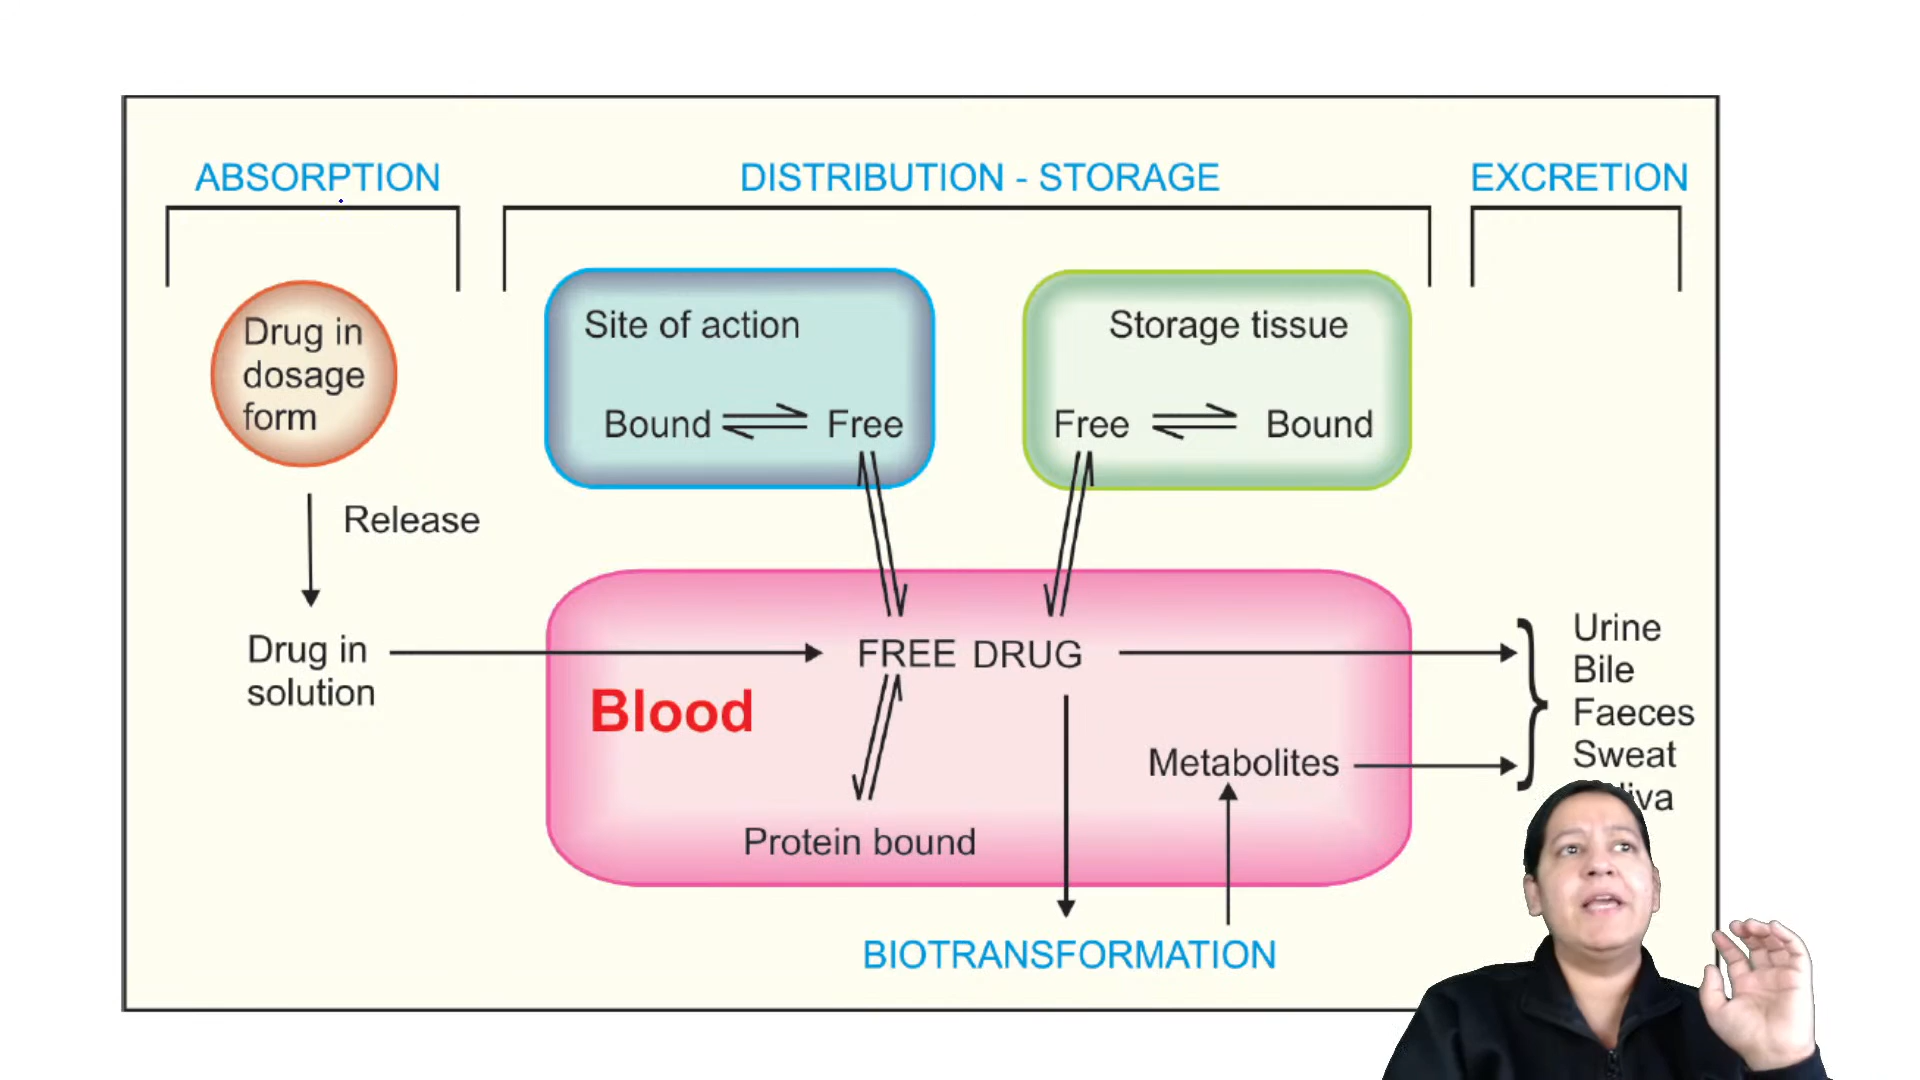 ABSORPTION
DISTRIBUTION - STORAGE
EXCRETION
Drug in
dosage
form
Site of action
Bound Free
Storage tissue
Free Bound
Release
Drug in
solution
FREE DRUG
Blood
Protein bound
Metabolites
Urine
Bile
Faeces
Sweat
BIOTRANSFORMATION